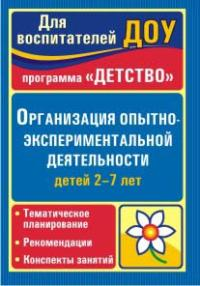 Для
воспитателей ДОУ
программа «ДЕТСТВО»
Организация опытно-
экспериментальной
деятельности
детей 2–7 лет
• Тематическое
планирование
• Рекомендации
• Конспекты занятий